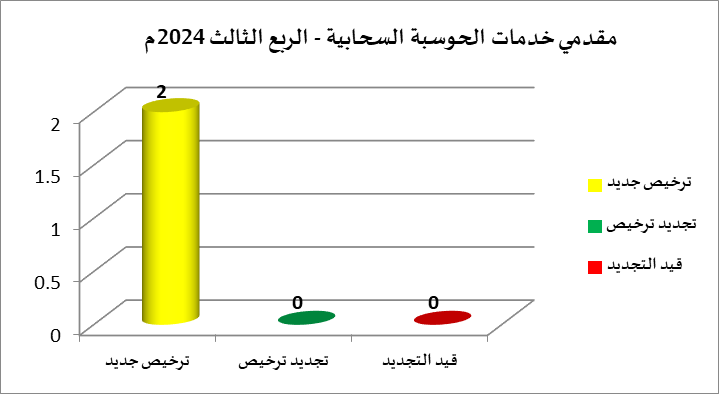 مقدمي خدمات الحوسبة السحابية - الربع الثالث 2024م
2
1.5
1
0.5
0
2
0
0
ترخيص جديد
تجديد ترخيص
قيد التجديد
ترخيص جديد
تجديد ترخيص
قيد التجديد